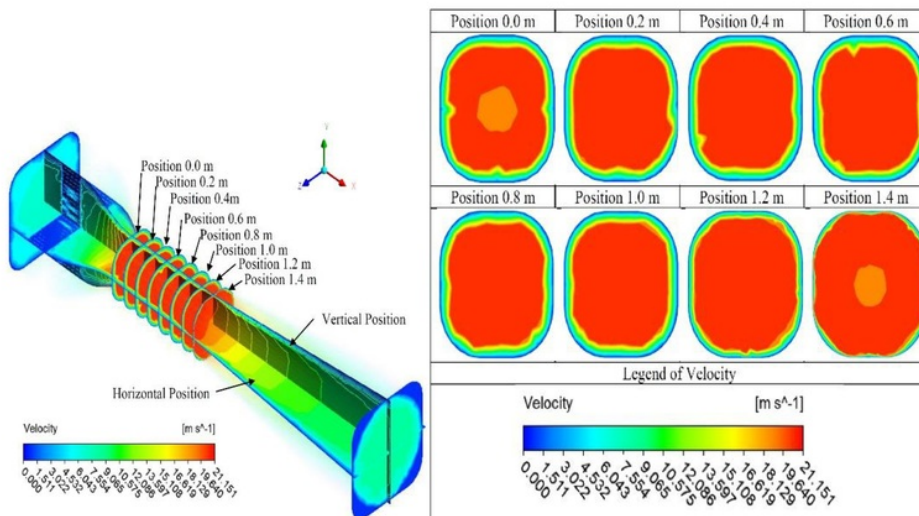 Position 0.0 m
Position 0.2 m
Position 0.4m
Position 0.6 m
Position 0.8 m
Position 1.0 m
Position 1.2 m
Position 1.4 m
Y
Z
X
Vertical Position
Horizontal Position
Velocity [m s^-1]
0.000 1.511 3.022 4.532 6.043 7.554 9.065 10.575 12.086 13.597 15.108 16.619 18.129 19.640 21.151
Position 0.0 m Position 0.2 m Position 0.4 m Position 0.6 m
Position 0.8 m Position 1.0 m Position 1.2 m Position 1.4 m
Legend of Velocity
Velocity [m s^-1]
0.000 1.511 3.022 4.532 6.043 7.554 9.065 10.575 12.086 13.597 15.108 16.619 18.129 19.640 21.151